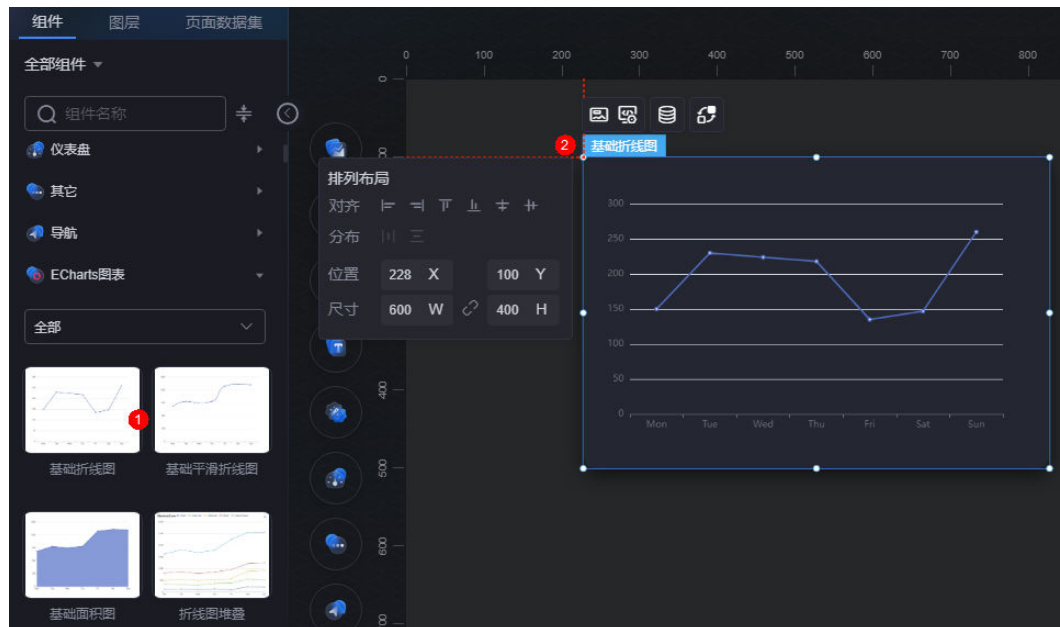 组件 图层 页面数据集
全部组件
组件名称
仪表盘
其它
导航
ECharts图表
全部
1
基础折线图 基础平滑折线图
基础面积图 折线图堆叠
0 100 200 300 400 500 600 700 800
0
400
500
600
排列布局
对齐
分布
位置 228 X 100 Y
尺寸 600 W 400 H
T
2 基础折线图
300
250
200
150
100
50
0
Mon Tue Wed Thu Fri Sat Sun